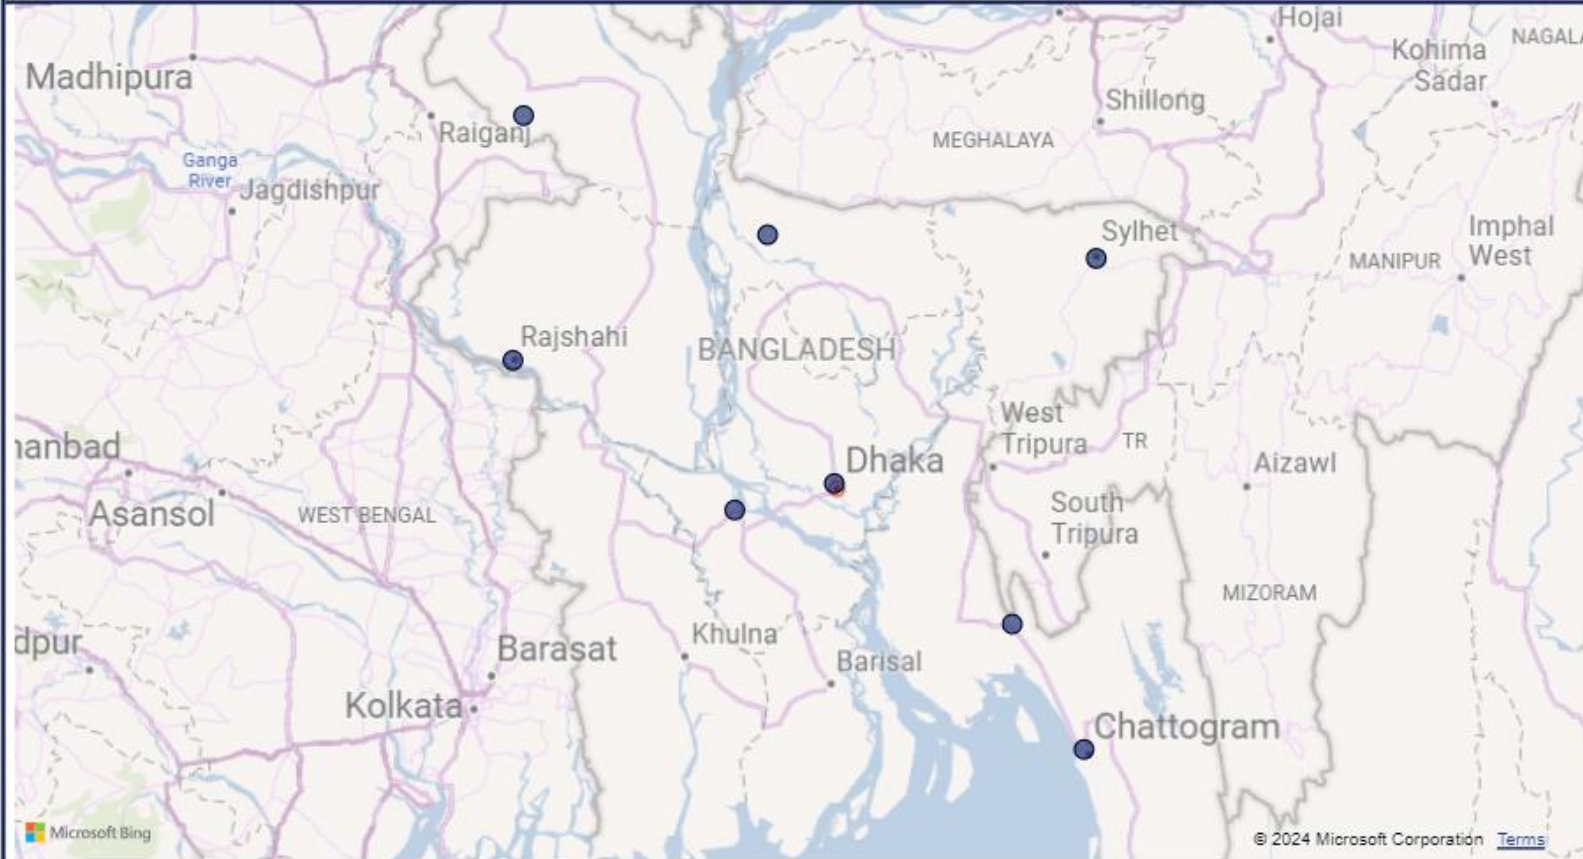 Hojai
Kohima
Sadar
NAGALA
Madhipura
Shillong
Raiganj
MEGHALAYA
Ganga
River
Jagdishpur
Sylhet
Imphal
West
MANIPUR
Rajshahi
BANGLADESH
West
Tripura
TR
anbad
Dhaka
Aizawl
Asansol
WEST BENGAL
South
Tripura
MIZORAM
dpur
Khulna
Barasat
Barisal
Kolkata
Chattogram
Microsoft Bing
© 2024 Microsoft Corporation Terms